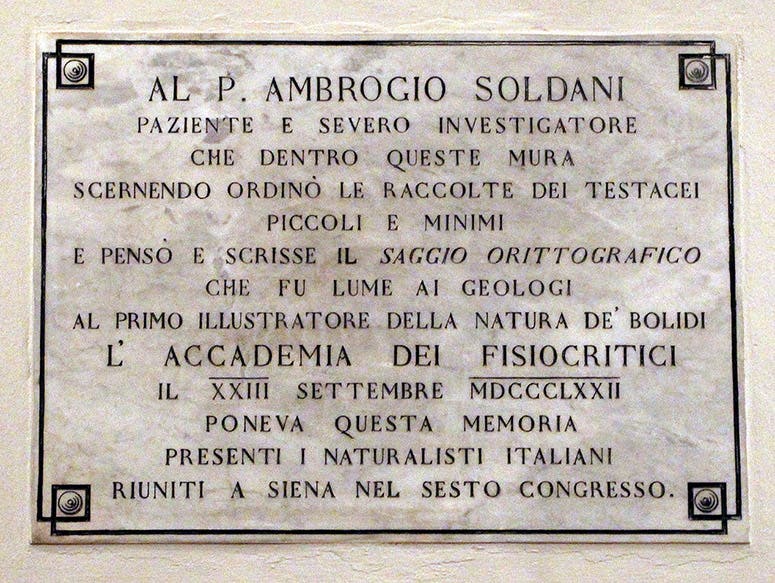 AL P. AMBROGIO SOLDANI
PAZIENTE E SEVERO INVESTIGATORE
CHE DENTRO QUESTE MURA
SCERNENDO ORDINÒ LE RACCOLTE DEI TESTACEI
PICCOLI E MINIMI
E PENSÒ E SCRISSE IL SAGGIO ORITTOGRAFICO
CHE FU LUME AI GEOLOGI
AL PRIMO ILLUSTRATORE DELLA NATURA DE' BOLIDI
L' ACCADEMIA DEI FISIOCRITICI
IL XXIII SETTEMBRE MDCCCLXXII
PONEVA QUESTA MEMORIA
PRESENTI I NATURALISTI ITALIANI
RIUNITI A SIENA NEL SESTO CONGRESSO.